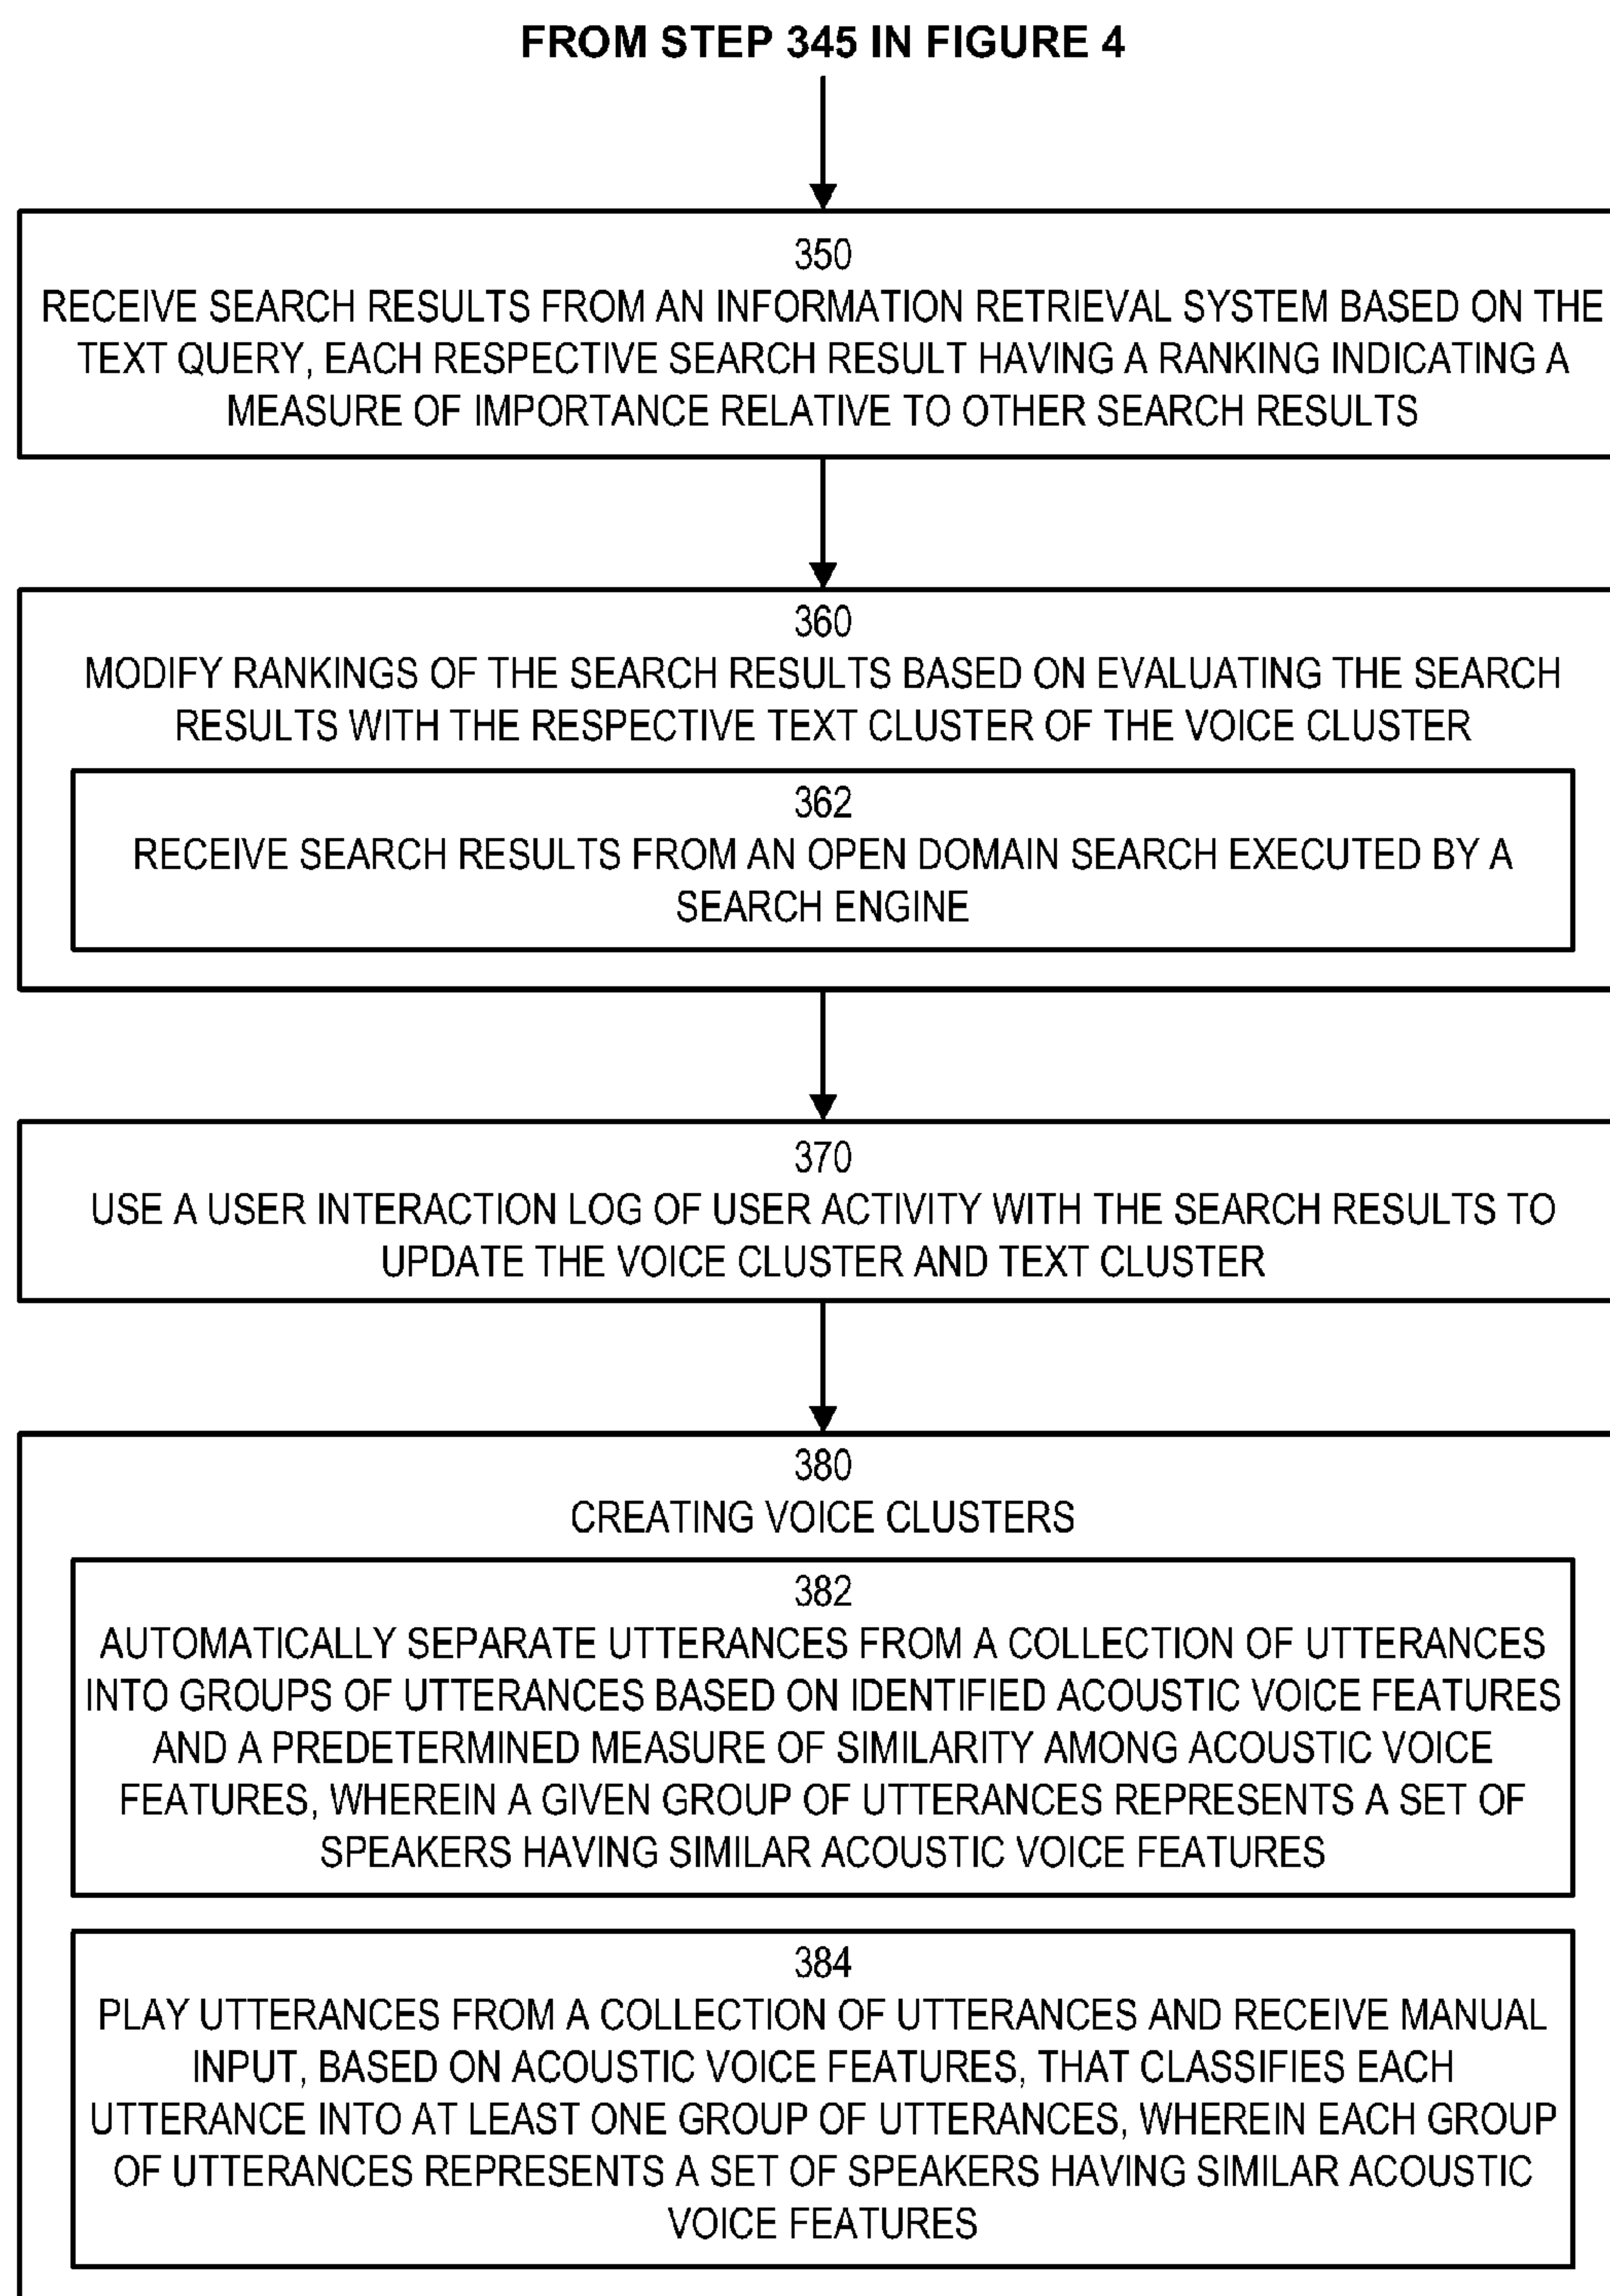 FROM STEP 345 IN FIGURE 4
350
RECEIVE SEARCH RESULTS FROM AN INFORMATION RETRIEVAL SYSTEM BASED ON THE
TEXT QUERY, EACH RESPECTIVE SEARCH RESULT HAVING A RANKING INDICATING A
MEASURE OF IMPORTANCE RELATIVE TO OTHER SEARCH RESULTS
360
MODIFY RANKINGS OF THE SEARCH RESULTS BASED ON EVALUATING THE SEARCH
RESULTS WITH THE RESPECTIVE TEXT CLUSTER OF THE VOICE CLUSTER
362
RECEIVE SEARCH RESULTS FROM AN OPEN DOMAIN SEARCH EXECUTED BY A
SEARCH ENGINE
370
USE A USER INTERACTION LOG OF USER ACTIVITY WITH THE SEARCH RESULTS TO
UPDATE THE VOICE CLUSTER AND TEXT CLUSTER
380
CREATING VOICE CLUSTERS
382
AUTOMATICALLY SEPARATE UTTERANCES FROM A COLLECTION OF UTTERANCES
INTO GROUPS OF UTTERANCES BASED ON IDENTIFIED ACOUSTIC VOICE FEATURES
AND A PREDETERMINED MEASURE OF SIMILARITY AMONG ACOUSTIC VOICE
FEATURES, WHEREIN A GIVEN GROUP OF UTTERANCES REPRESENTS A SET OF
SPEAKERS HAVING SIMILAR ACOUSTIC VOICE FEATURES
384
PLAY UTTERANCES FROM A COLLECTION OF UTTERANCES AND RECEIVE MANUAL
INPUT, BASED ON ACOUSTIC VOICE FEATURES, THAT CLASSIFIES EACH
UTTERANCE INTO AT LEAST ONE GROUP OF UTTERANCES, WHEREIN EACH GROUP
OF UTTERANCES REPRESENTS A SET OF SPEAKERS HAVING SIMILAR ACOUSTIC
VOICE FEATURES